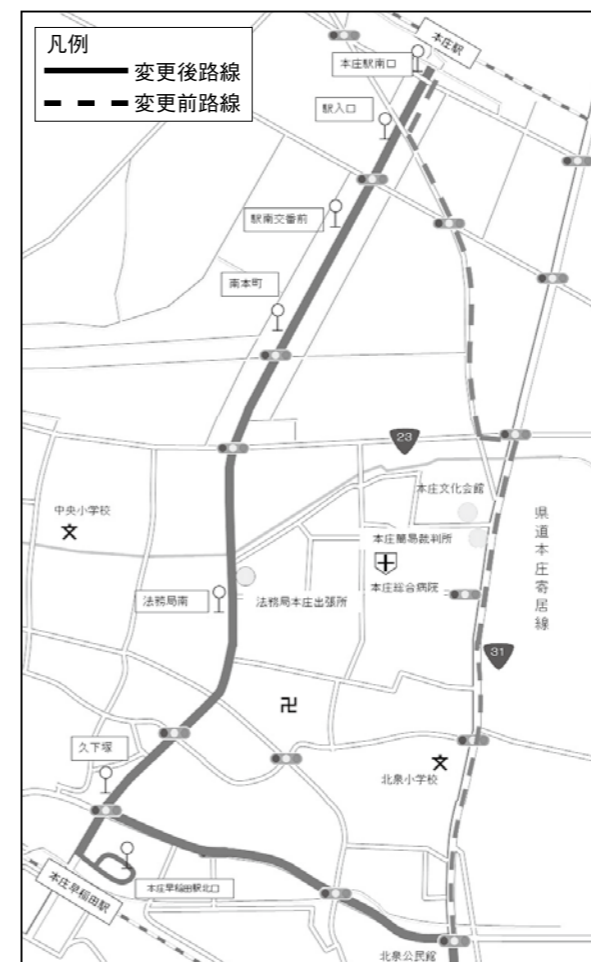 凡例
変更後路線
変更前路線
本庄駅
本庄駅南口
駅入口
駅南交番前
南本町
23
中央小学校
文
本庄文化会館
本庄簡易裁判所
本庄総合病院
県道本庄寄居線
法務局南
法務局本庄出張所
31
卍
久下塚
文
北泉小学校
本庄早稲田駅
本庄早稲田駅北口
北泉公民館